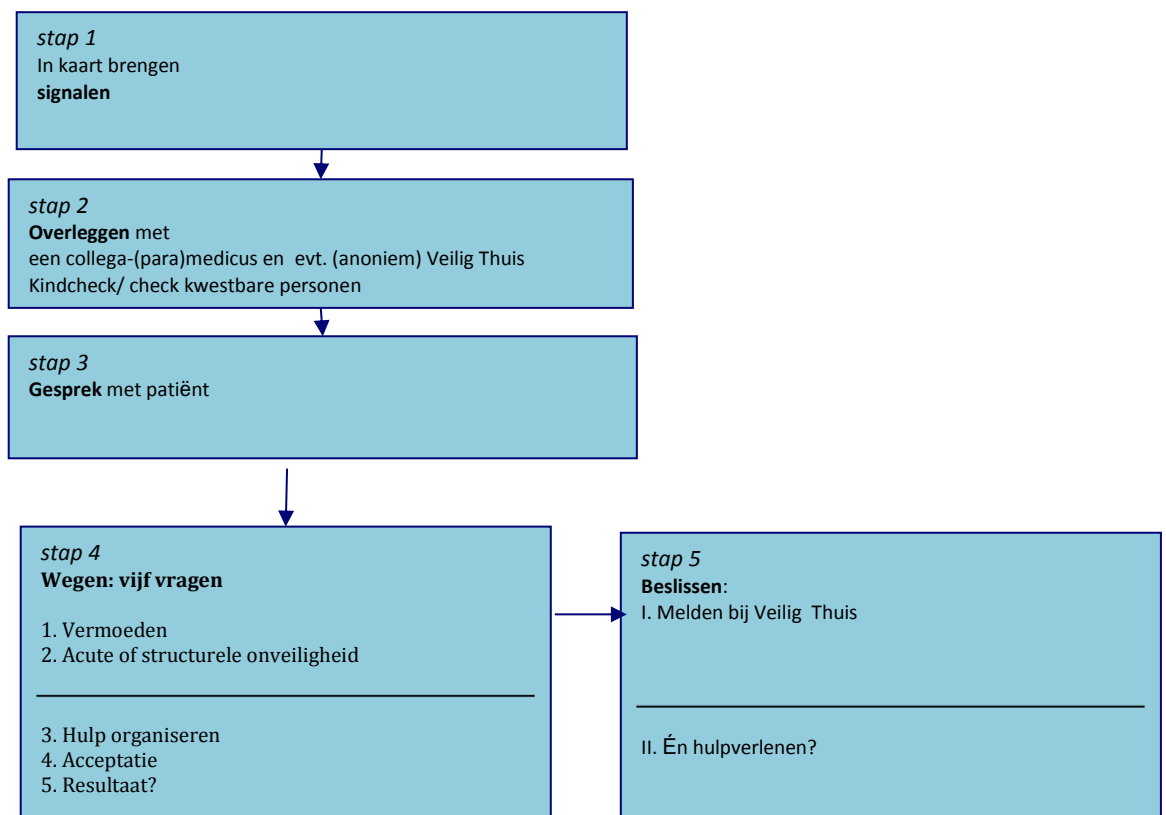 stap 1
In kaart brengen
signalen
stap 2
Overleggen met
een collega-(para)medicus en evt. (anoniem) Veilig Thuis
Kindcheck/ check kwestbare personen
stap 3
Gesprek met patiënt
stap 4
Wegen: vijf vragen
1. Vermoeden
2. Acute of structurele onveiligheid
3. Hulp organiseren
4. Acceptatie
5. Resultaat?
stap 5
Beslissen:
I. Melden bij Veilig Thuis
II. Én hulpverlenen?